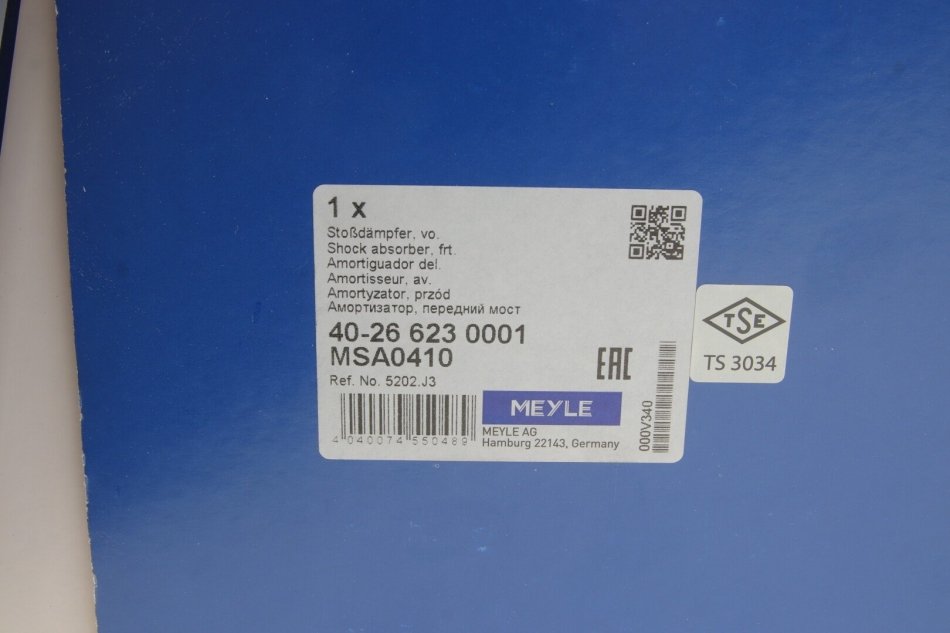 1 x
Stoßdämpfer, vo.
Shock absorber, frt.
Amortiguador del.
Amortisseur, av.
Amortyzator, przód
Амортизатор, передний мост
40-26 623 0001
MSA0410
Ref. No. 5202.J3
EAC
MEYLE
MEYLE AG
Hamburg 22143, Germany
4 040074 550489
000V340
TSE
TS 3034